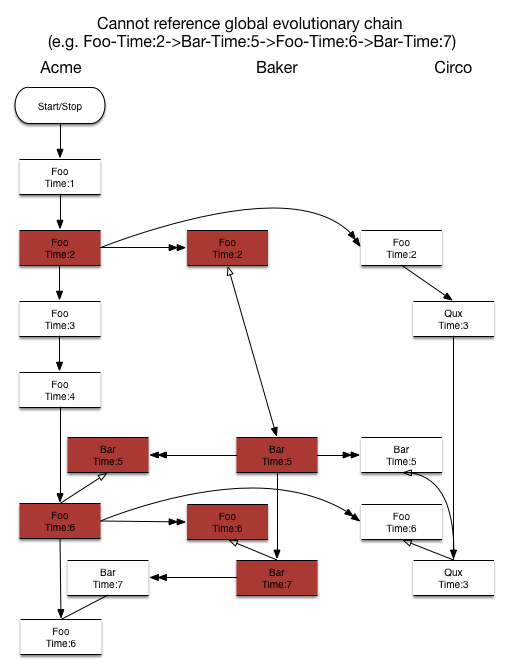 Cannot reference global evolutionary chain
(e.g. Foo-Time:2->Bar-Time:5->Foo-Time:6->Bar-Time:7)
Acme
Baker
Circo
Start/Stop
Foo
Time:1
Foo
Time:2
Foo
Time:2
Foo
Time:2
Foo
Time:3
Qux
Time:3
Foo
Time:4
Bar
Time:5
Bar
Time:5
Bar
Time:5
Foo
Time:6
Foo
Time:6
Foo
Time:6
Bar
Time:7
Bar
Time:7
Qux
Time:3
Foo
Time:6